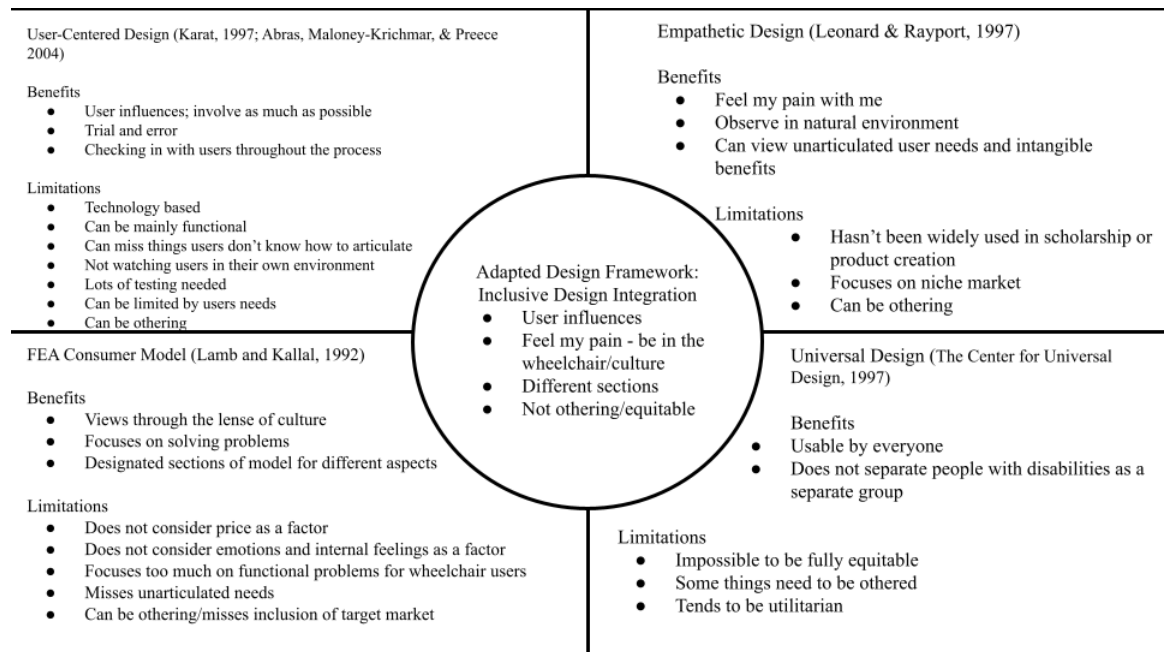 User-Centered Design (Karat, 1997; Abras, Maloney-Krichmar, & Preece
2004)
Benefits
● User influences; involve as much as possible
● Trial and error
● Checking in with users throughout the process
Limitations
● Technology based
● Can be mainly functional
● Can miss things users don’t know how to articulate
● Not watching users in their own environment
● Lots of testing needed
● Can be limited by users needs
● Can be othering
Empathetic Design (Leonard & Rayport, 1997)
Benefits
● Feel my pain with me
● Observe in natural environment
● Can view unarticulated user needs and intangible
benefits
Limitations
● Hasn’t been widely used in scholarship or
product creation
● Focuses on niche market
● Can be othering
Adapted Design Framework:
Inclusive Design Integration
● User influences
● Feel my pain - be in the
wheelchair/culture
● Different sections
● Not othering/equitable
FEA Consumer Model (Lamb and Kallal, 1992)
Benefits
● Views through the lense of culture
● Focuses on solving problems
● Designated sections of model for different aspects
Limitations
● Does not consider price as a factor
● Does not consider emotions and internal feelings as a factor
● Focuses too much on functional problems for wheelchair users
● Misses unarticulated needs
● Can be othering/misses inclusion of target market
Universal Design (The Center for Universal
Design, 1997)
Benefits
● Usable by everyone
● Does not separate people with disabilities as a
separate group
Limitations
● Impossible to be fully equitable
● Some things need to be othered
● Tends to be utilitarian